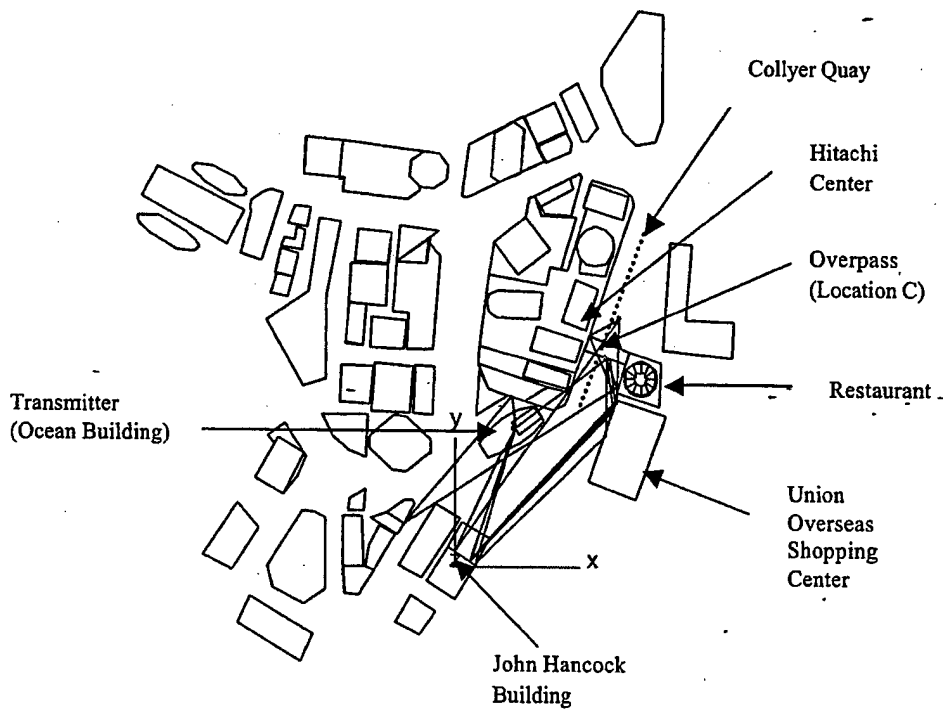 Collyer Quay
Hitachi
Center
Overpass
(Location C)
Restaurant
Transmitter
(Ocean Building)
y
x
Union
Overseas
Shopping
Center
John Hancock
Building